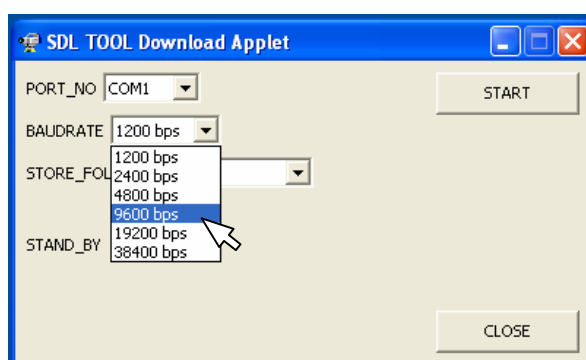 SDL TOOL Download Applet
PORT_NO COM1
START
BAUDRATE 1200 bps
1200 bps
2400 bps
STORE_FOL
4800 bps
9600 bps
19200 bps
STAND_BY
38400 bps
CLOSE